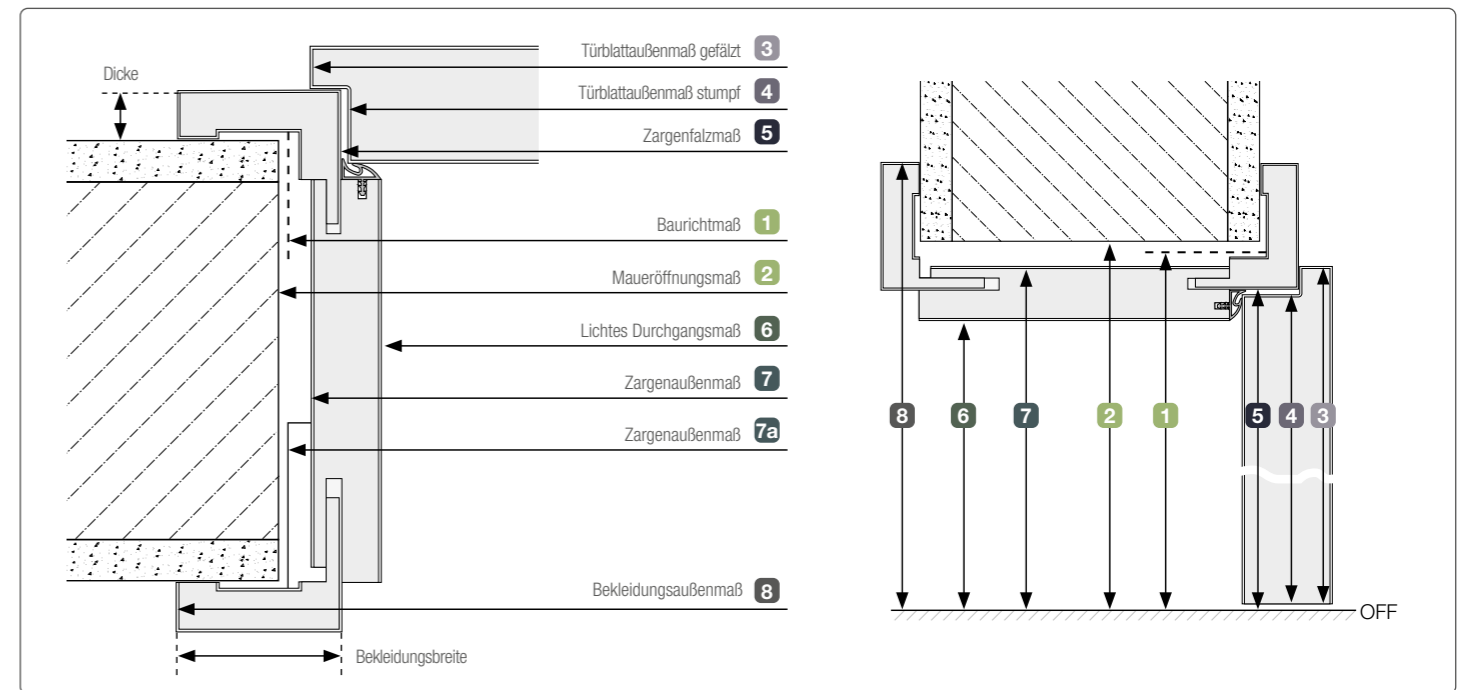 Dicke
Türblattaußenmaß gefälzt 3
Türblattaußenmaß stumpf 4
Zargenfalzmaß 5
Baurichtmaß 1
Maueröffnungsmaß 2
Lichtes Durchgangsmaß 6
Zargenaußenmaß 7
Zargenaußenmaß 7a
Bekleidungsaußenmaß 8
Bekleidungsbreite
8 6 7 2 1 5 4 3
OFF